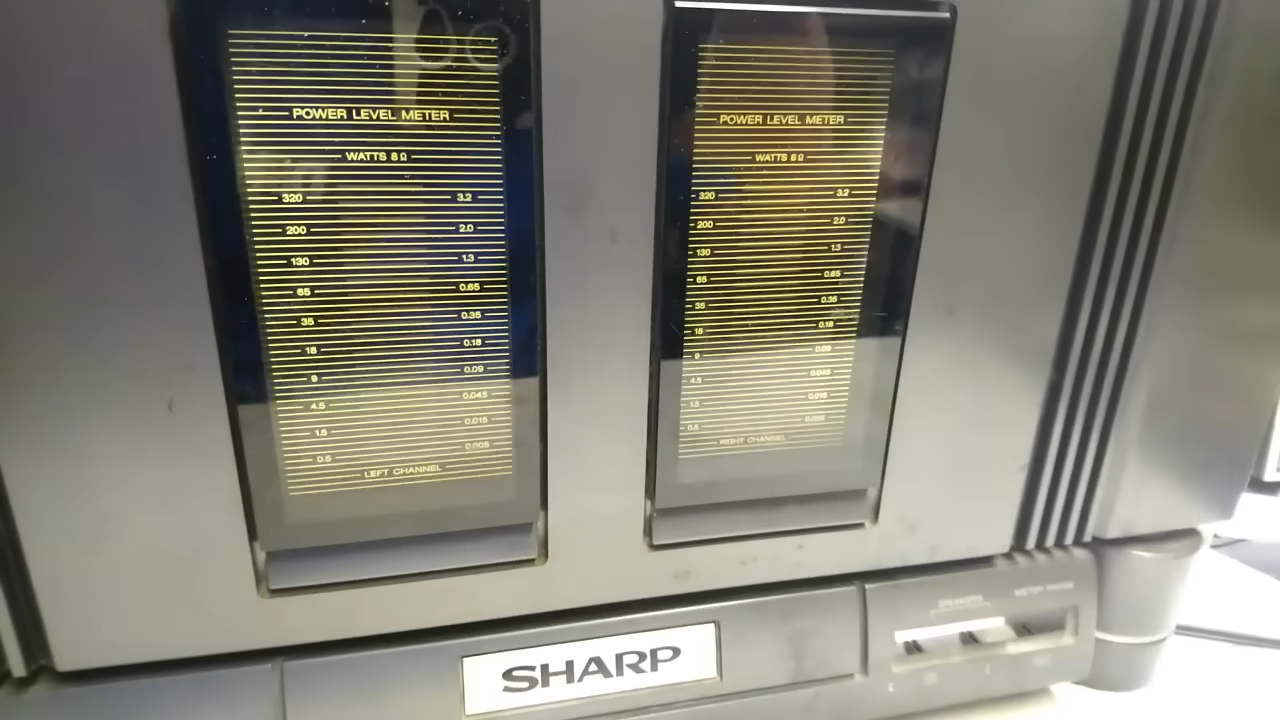 POWER LEVEL METER
WATTS 8Ω
320 3.2
200 2.0
130 1.3
65 0.65
35 0.35
18 0.18
9 0.09
4.5 0.045
1.5 0.015
0.5 0.005
LEFT CHANNEL
POWER LEVEL METER
WATTS 8Ω
320 3.2
200 2.0
130 1.3
65 0.65
35 0.35
18 0.18
9 0.09
4.5 0.045
1.5 0.015
0.5 0.005
RIGHT CHANNEL
SPEAKERS METER RANGE
SHARP